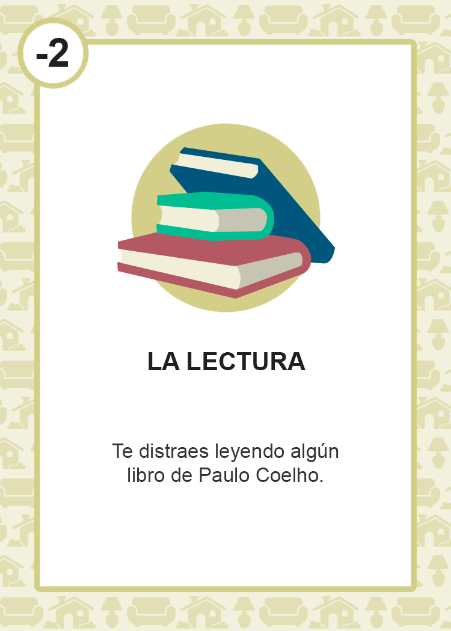 -2
LA LECTURA
Te distraes leyendo algún
libro de Paulo Coelho.